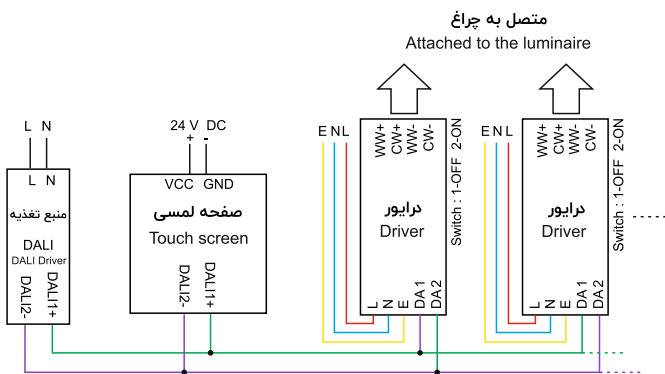 متصل به چراغ
Attached to the luminaire
L N
L N
منبع تغذیه
DALI
DALI Driver
DALI2-
DALI1+
24 V DC
+ -
VCC GND
صفحه لمسی
Touch screen
DALI2-
DALI1+
E N L
WW+
CW+
WW-
CW-
درایور
Driver
Switch : 1-OFF 2-ON
L
N
E
DA1
DA2
E N L
WW+
CW+
WW-
CW-
درایور
Driver
Switch : 1-OFF 2-ON
L
N
E
DA1
DA2